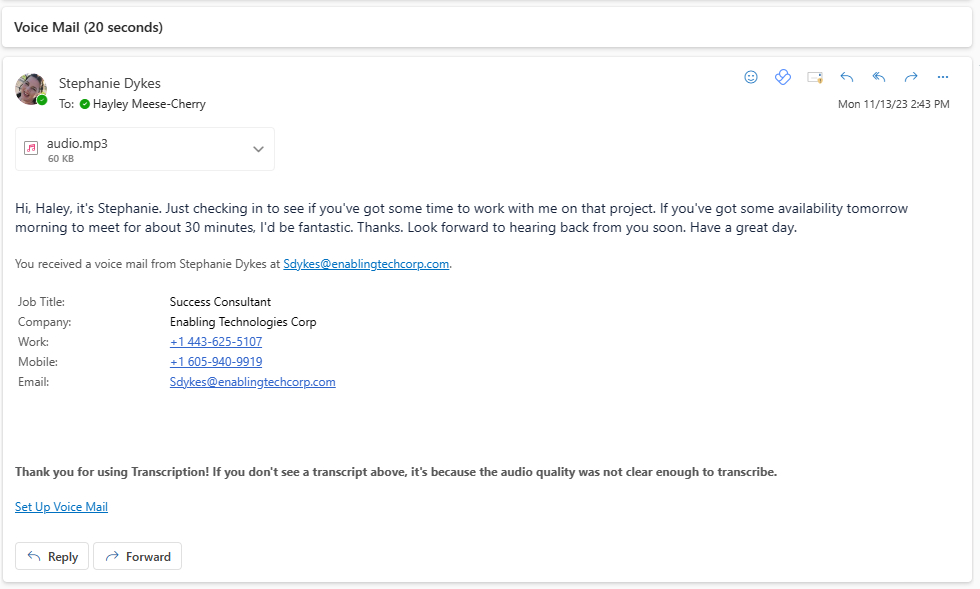 Voice Mail (20 seconds)
Stephanie Dykes
To: Hayley Meese-Cherry
Mon 11/13/23 2:43 PM
audio.mp3
60 KB
Hi, Haley, it's Stephanie. Just checking in to see if you've got some time to work with me on that project. If you've got some availability tomorrow
morning to meet for about 30 minutes, I'd be fantastic. Thanks. Look forward to hearing back from you soon. Have a great day.
You received a voice mail from Stephanie Dykes at Sdykes@enablingtechcorp.com.
Job Title: Success Consultant
Company: Enabling Technologies Corp
Work: +1 443-625-5107
Mobile: +1 605-940-9919
Email: Sdykes@enablingtechcorp.com
Thank you for using Transcription! If you don't see a transcript above, it's because the audio quality was not clear enough to transcribe.
Set Up Voice Mail
Reply Forward